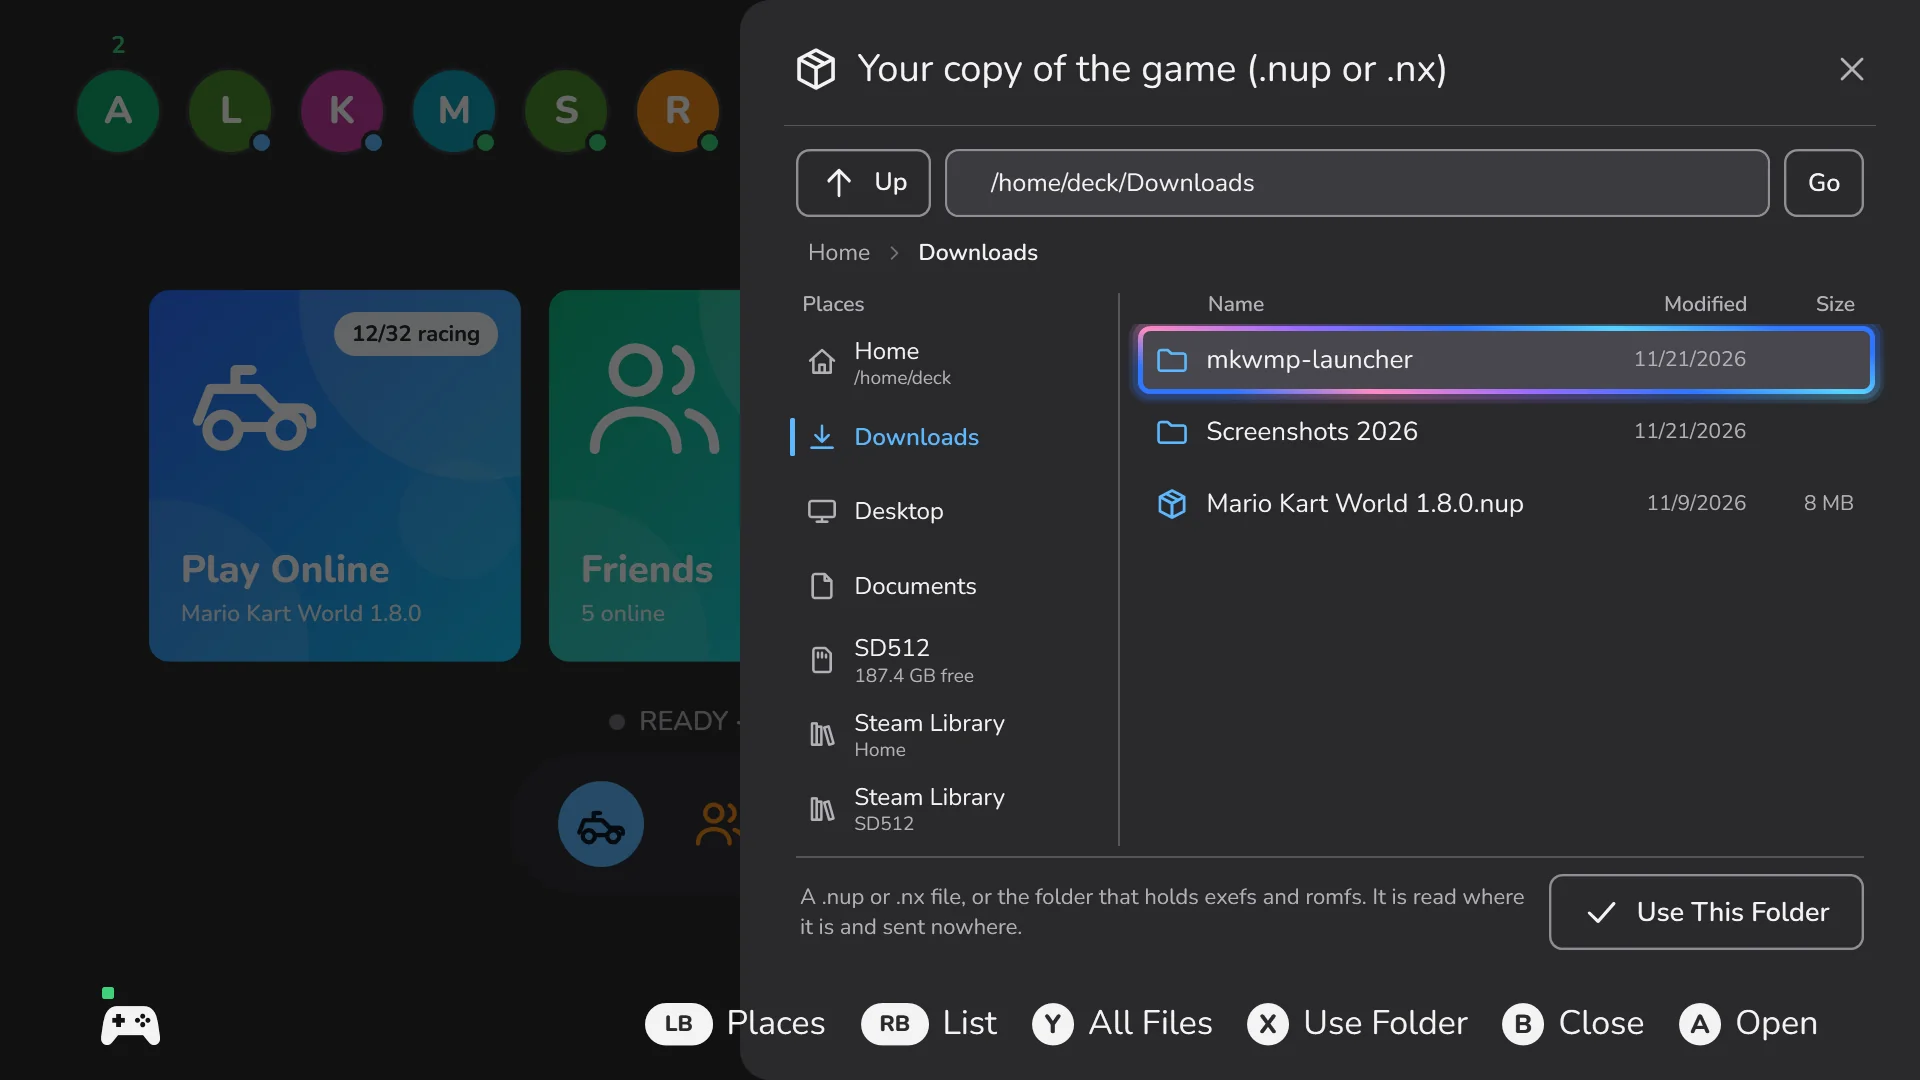 2
A
L
K
M
S
R
12/32 racing
Play Online
Mario Kart World 1.8.0
Friends
5 online
READY
Your copy of the game (.nup or .nx)
Up
/home/deck/Downloads
Go
Home
Downloads
Places
Home
/home/deck
Downloads
Desktop
Documents
SD512
187.4 GB free
Steam Library
Home
Steam Library
SD512
Name Modified Size
mkwmp-launcher 11/21/2026
Screenshots 2026 11/21/2026
Mario Kart World 1.8.0.nup 11/9/2026 8 MB
A .nup or .nx file, or the folder that holds exefs and romfs. It is read where
it is and sent nowhere.
Use This Folder
LB Places RB List Y All Files X Use Folder B Close A Open